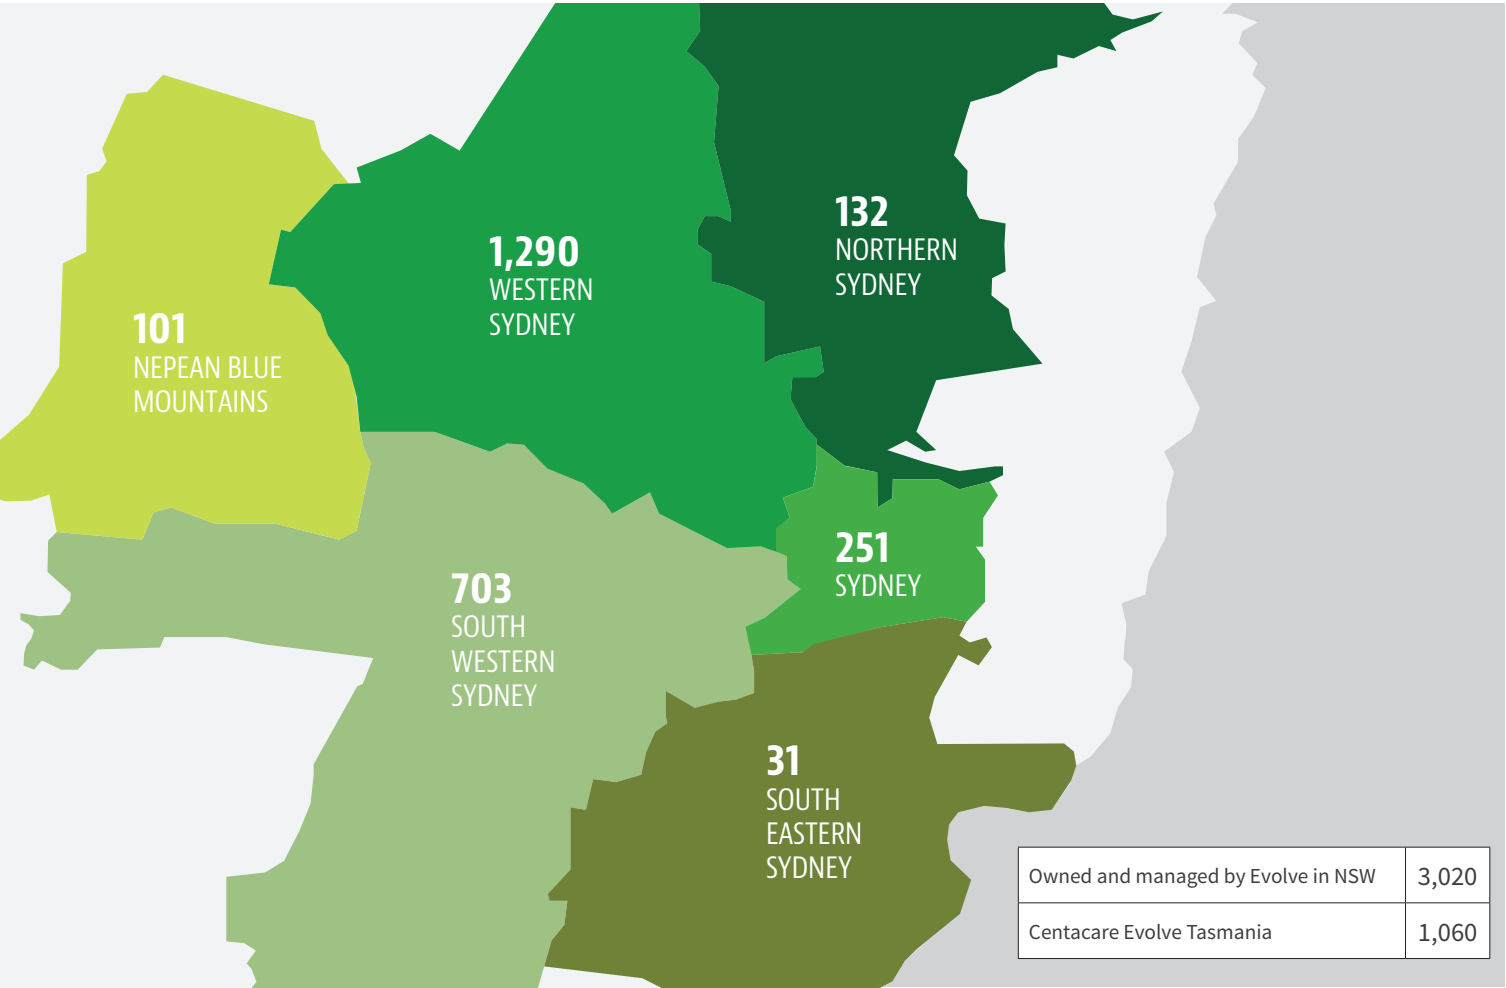 132
NORTHERN
SYDNEY
1,290
WESTERN
SYDNEY
101
NEPEAN BLUE
MOUNTAINS
251
SYDNEY
703
SOUTH
WESTERN
SYDNEY
31
SOUTH
EASTERN
SYDNEY
Owned and managed by Evolve in NSW 3,020
Centacare Evolve Tasmania 1,060